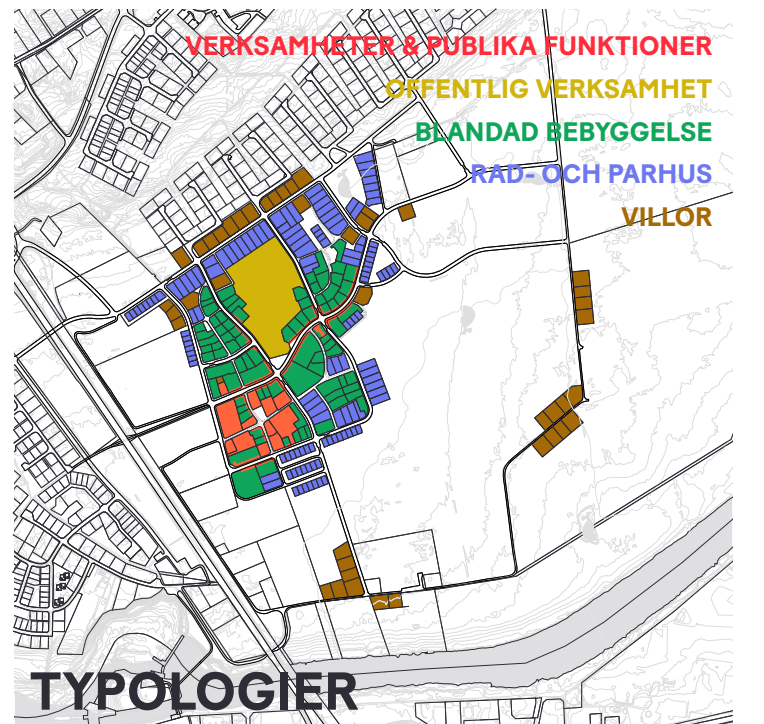 VERKSAMHETER & PUBLIKA FUNKTIONER
OFFENTLIG VERKSAMHET
BLANDAD BEBYGGELSE
RAD- OCH PARHUS
VILLOR
TYPOLOGIER